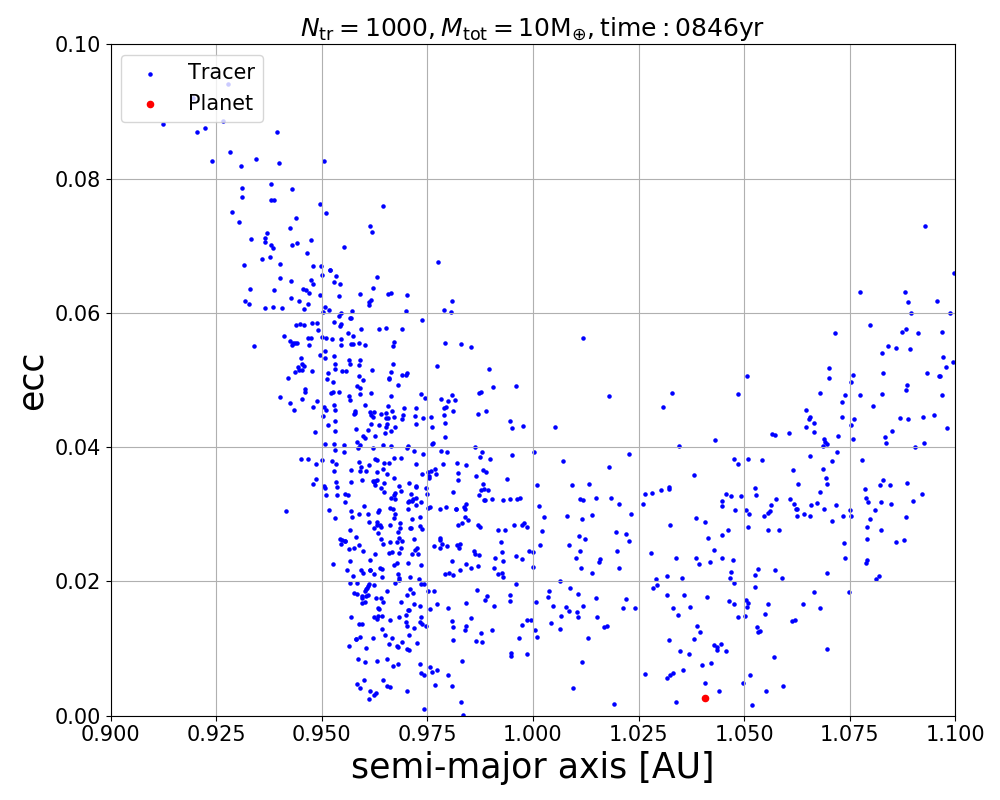 N_tr = 1000, M_tot = 10M_⊕, time : 0846yr
Tracer
Planet
ecc
0.10
0.08
0.06
0.04
0.02
0.00
0.900 0.925 0.950 0.975 1.000 1.025 1.050 1.075 1.100
semi-major axis [AU]